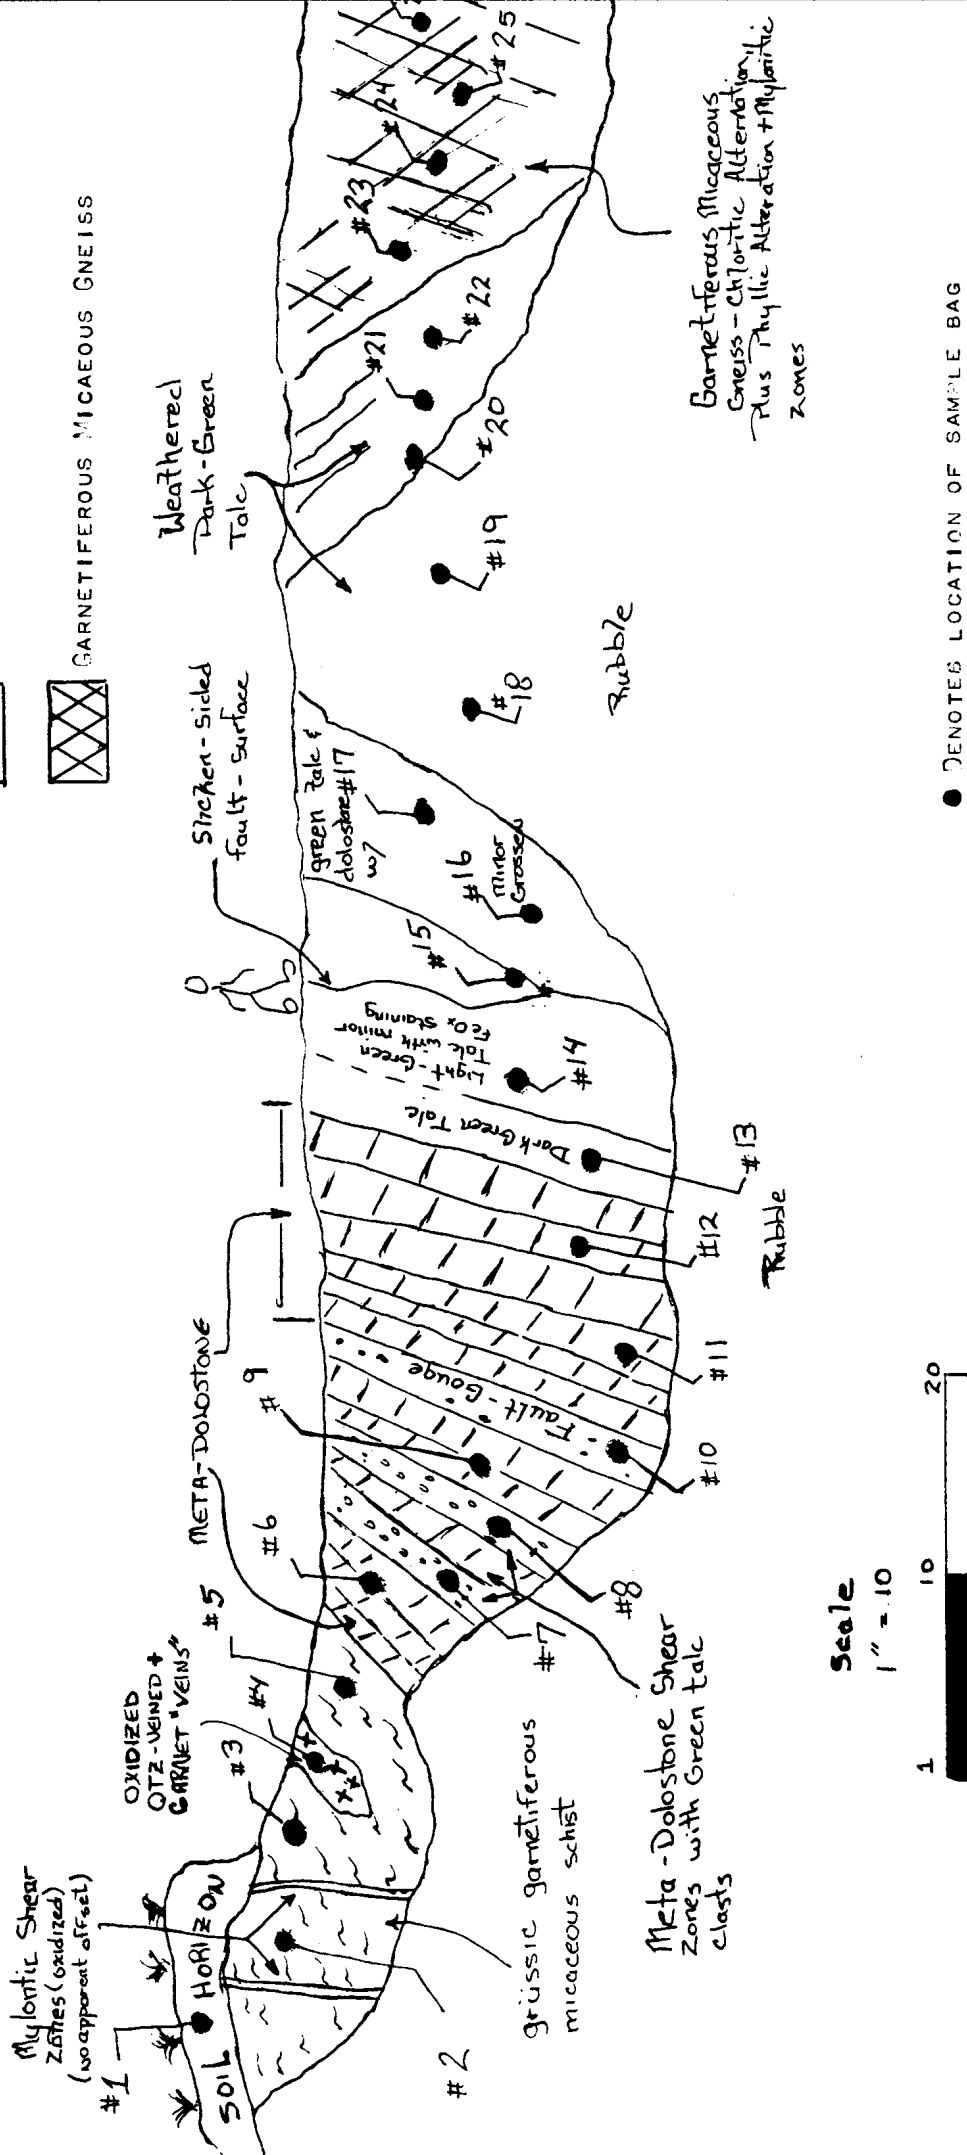 GARNETIFEROUS MICAEOUS GNEISS
Mylontic Shear
Zones (oxidized)
(no apparent offset)
#1
SOIL HORIZON
#2
grüssic garnetiferous
micaceous schist
OXIDIZED
QTZ-VEINED +
GARNET "VEINS"
#3
#4
#5
META-DOLOSTONE
#6
#7
#8
Meta-Dolostone Shear
Zones with Green talc
clasts
#9
Fault-Gouge
#10
#11
#12
Rubble
#13
Dark Green Talc
Light-Green
Talc with minor
FeOx Staining
#14
D
Slicken-Sided
fault-surface
#15
#16
minor
green talc &
dolostone #17
w/
#18
Rubble
#19
Weathered
Dark-Green
Talc
#20
#21
#22
#23
#24
#25
Garnetiferous Micaceous
Gneiss-Chloritic Alternation,
Plus Phyllic Alteration + Mylonitic
zones
Scale
1" = 10
1 10 20
● DENOTES LOCATION OF SAMPLE BAG